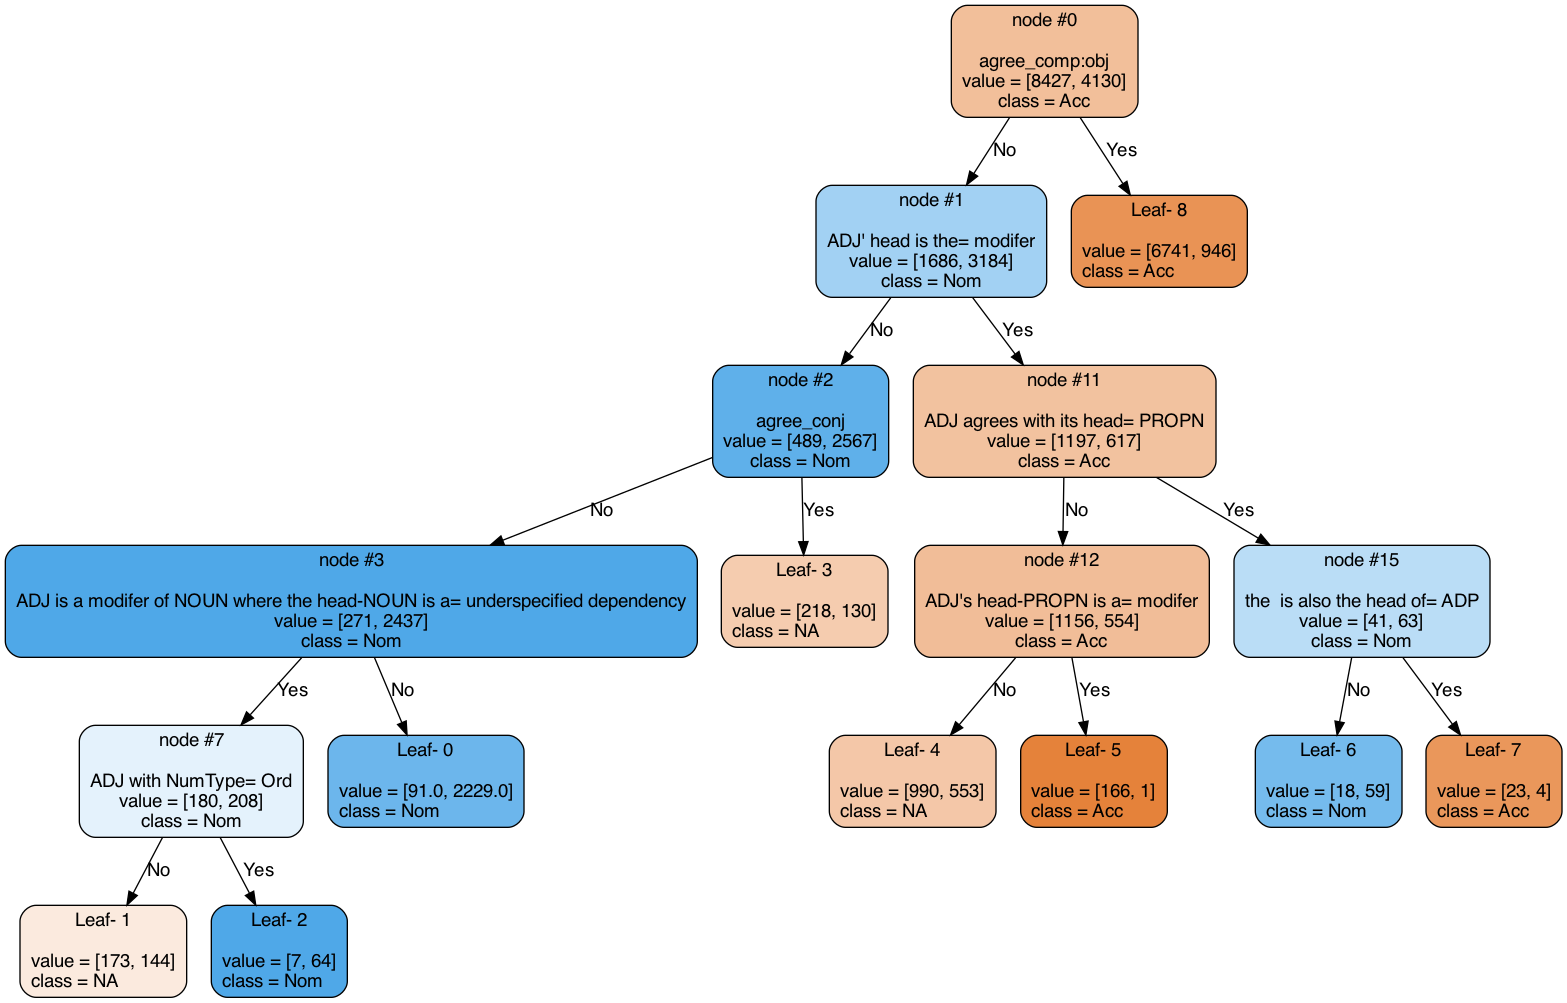 node #0
agree_comp:obj
value = [8427, 4130]
class = Acc
No
Yes
node #1
ADJ' head is the= modifer
value = [1686, 3184]
class = Nom
Leaf- 8
value = [6741, 946]
class = Acc
No
Yes
node #2
agree_conj
value = [489, 2567]
class = Nom
node #11
ADJ agrees with its head= PROPN
value = [1197, 617]
class = Acc
No
Yes
No
Yes
node #3
ADJ is a modifer of NOUN where the head-NOUN is a= underspecified dependency
value = [271, 2437]
class = Nom
Leaf- 3
value = [218, 130]
class = NA
node #12
ADJ's head-PROPN is a= modifer
value = [1156, 554]
class = Acc
node #15
the  is also the head of= ADP
value = [41, 63]
class = Nom
Yes
No
No
Yes
No
Yes
node #7
ADJ with NumType= Ord
value = [180, 208]
class = Nom
Leaf- 0
value = [91.0, 2229.0]
class = Nom
Leaf- 4
value = [990, 553]
class = NA
Leaf- 5
value = [166, 1]
class = Acc
Leaf- 6
value = [18, 59]
class = Nom
Leaf- 7
value = [23, 4]
class = Acc
No
Yes
Leaf- 1
value = [173, 144]
class = NA
Leaf- 2
value = [7, 64]
class = Nom